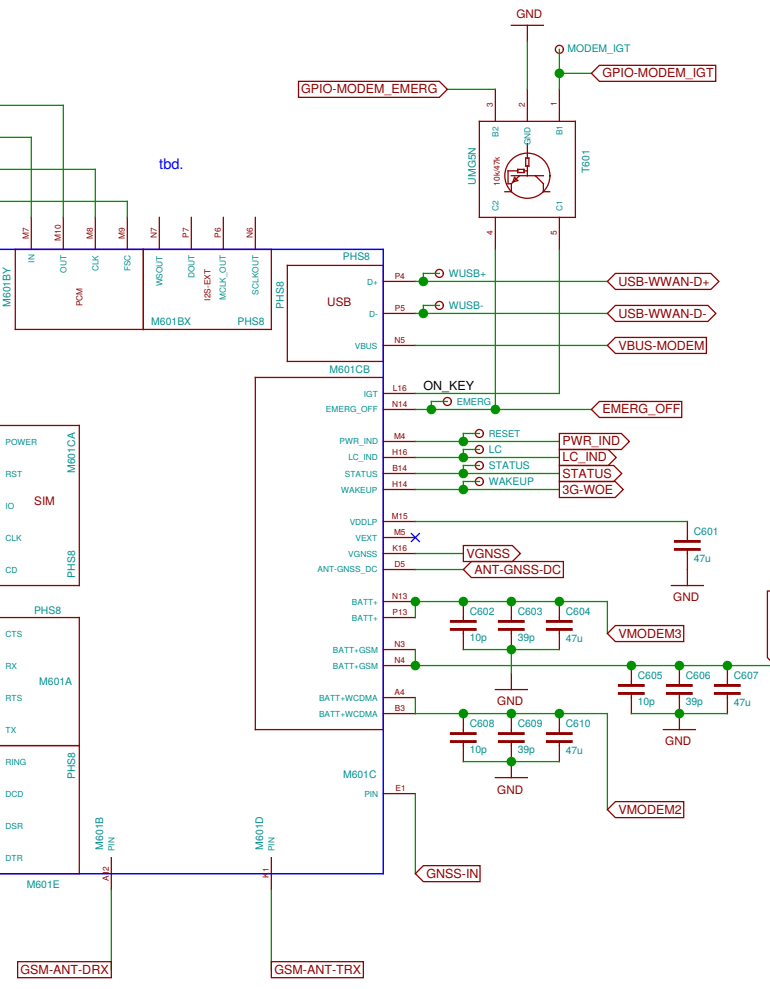 GND
MODEM_IGT
GPIO-MODEM_IGT
GPIO-MODEM_EMERG
3
2
1
B2
GND
B1
UMG5N
10k/47k
T601
C2
C1
4
5
tbd.
M7
M10
M8
M9
N7
P7
P6
N6
M601BY
IN
OUT
CLK
FSC
PCM
WSOUT
DOUT
I2S-EXT
MCLK_OUT
SCLKOUT
M601BX
PHS8
PHS8
PHS8
USB
D+
P4
WUSB+
USB-WWAN-D+
D-
P5
WUSB-
USB-WWAN-D-
VBUS
N5
VBUS-MODEM
M601CB
IGT
L16
ON_KEY
EMERG_OFF
N14
EMERG
EMERG_OFF
PWR_IND
M4
RESET
PWR_IND
LC_IND
H16
LC
LC_IND
STATUS
B14
STATUS
STATUS
WAKEUP
H14
WAKEUP
3G-WOE
VDDLP
M15
C601
47u
GND
VEXT
M5
VGNSS
K16
VGNSS
ANT-GNSS_DC
D5
ANT-GNSS-DC
POWER
RST
IO
CLK
CD
SIM
M601CA
PHS8
BATT+
N13
BATT+
P13
C602
10p
C603
39p
C604
47u
VMODEM3
GND
BATT+GSM
N3
BATT+GSM
N4
C605
10p
C606
39p
C607
47u
GND
BATT+WCDMA
A4
BATT+WCDMA
B3
C608
10p
C609
39p
C610
47u
GND
VMODEM2
PHS8
CTS
RX
M601A
RTS
TX
RING
DCD
DSR
DTR
PHS8
M601E
M601C
PIN
E1
GNSS-IN
M601B
PIN
A12
GSM-ANT-DRX
M601D
PIN
K1
GSM-ANT-TRX